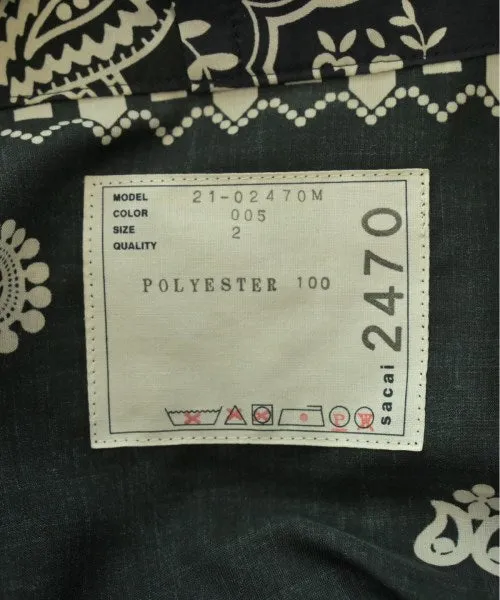 MODEL 21-02470M
COLOR 005
SIZE 2
QUALITY
POLYESTER 100
sacai 2470
P
W